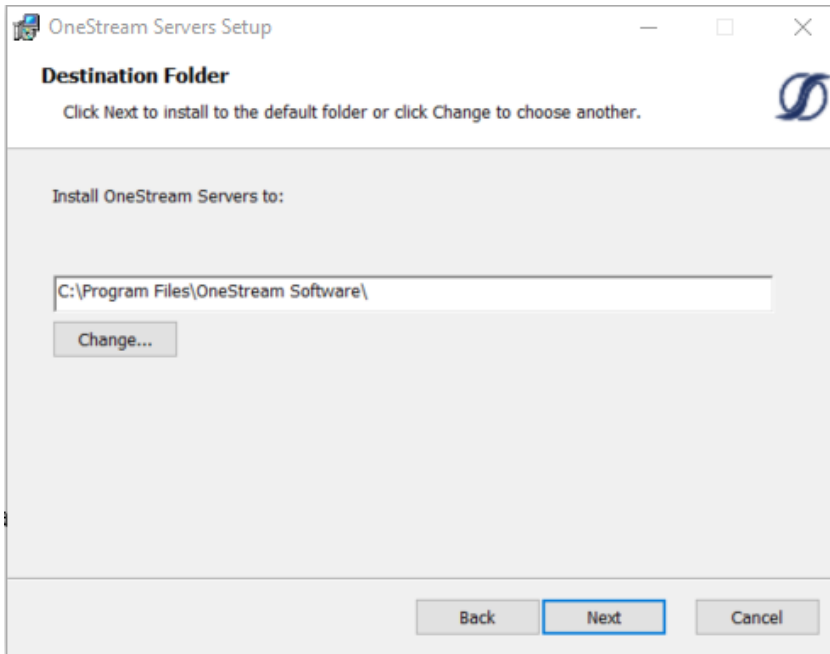 OneStream Servers Setup
Destination Folder
Click Next to install to the default folder or click Change to choose another.
Install OneStream Servers to:
C:\Program Files\OneStream Software\
Change...
Back Next Cancel